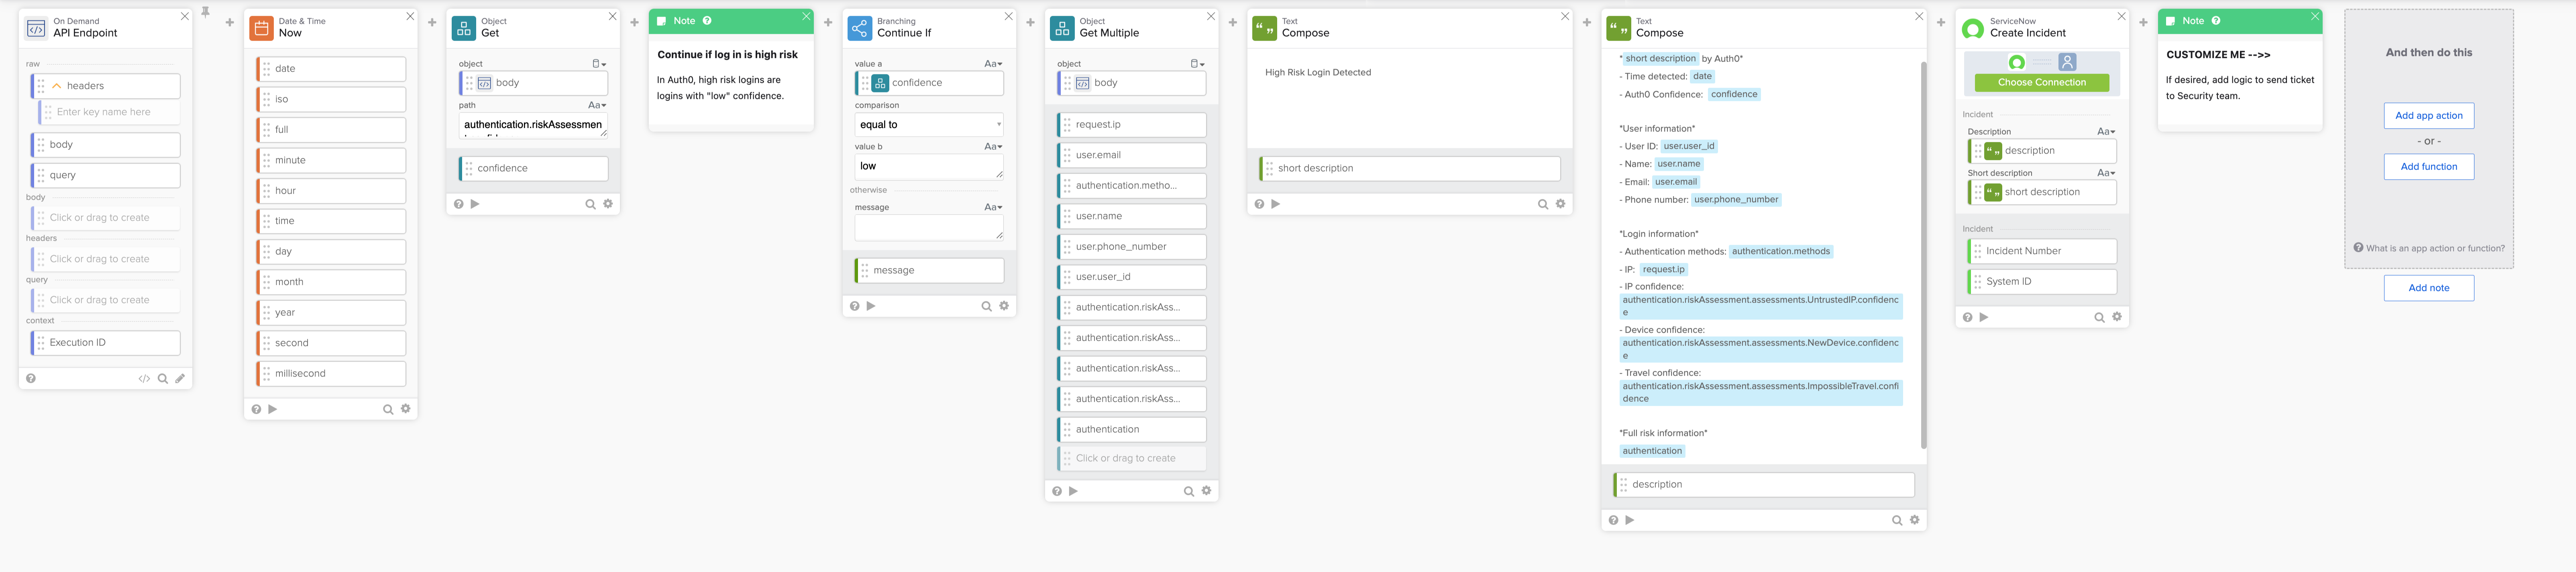 On Demand
API Endpoint
raw
headers
Enter key name here
body
query
body
Click or drag to create
headers
Click or drag to create
query
Click or drag to create
context
Execution ID
Date & Time
Now
date
iso
full
minute
hour
time
day
month
year
second
millisecond
Object
Get
object
body
path
Aa
authentication.riskAssessmen
confidence
Note
Continue if log in is high risk
In Auth0, high risk logins are
logins with "low" confidence.
Branching
Continue If
value a
Aa
confidence
comparison
equal to
value b
Aa
low
otherwise
message
Aa
message
Object
Get Multiple
object
body
request.ip
user.email
authentication.metho...
user.name
user.phone_number
user.user_id
authentication.riskAss...
authentication.riskAss...
authentication.riskAss...
authentication.riskAss...
authentication
Click or drag to create
Text
Compose
High Risk Login Detected
short description
Text
Compose
* short description by Auth0*
- Time detected: date
- Auth0 Confidence: confidence
*User information*
- User ID: user.user_id
- Name: user.name
- Email: user.email
- Phone number: user.phone_number
*Login information*
- Authentication methods: authentication.methods
- IP: request.ip
- IP confidence:
authentication.riskAssessment.assessments.UntrustedIP.confidenc
e
- Device confidence:
authentication.riskAssessment.assessments.NewDevice.confidenc
e
- Travel confidence:
authentication.riskAssessment.assessments.ImpossibleTravel.confi
dence
*Full risk information*
authentication
description
ServiceNow
Create Incident
Choose Connection
Incident
Description
Aa
description
Short description
Aa
short description
Incident
Incident Number
System ID
Note
CUSTOMIZE ME -->>
If desired, add logic to send ticket
to Security team.
And then do this
Add app action
- or -
Add function
What is an app action or function?
Add note